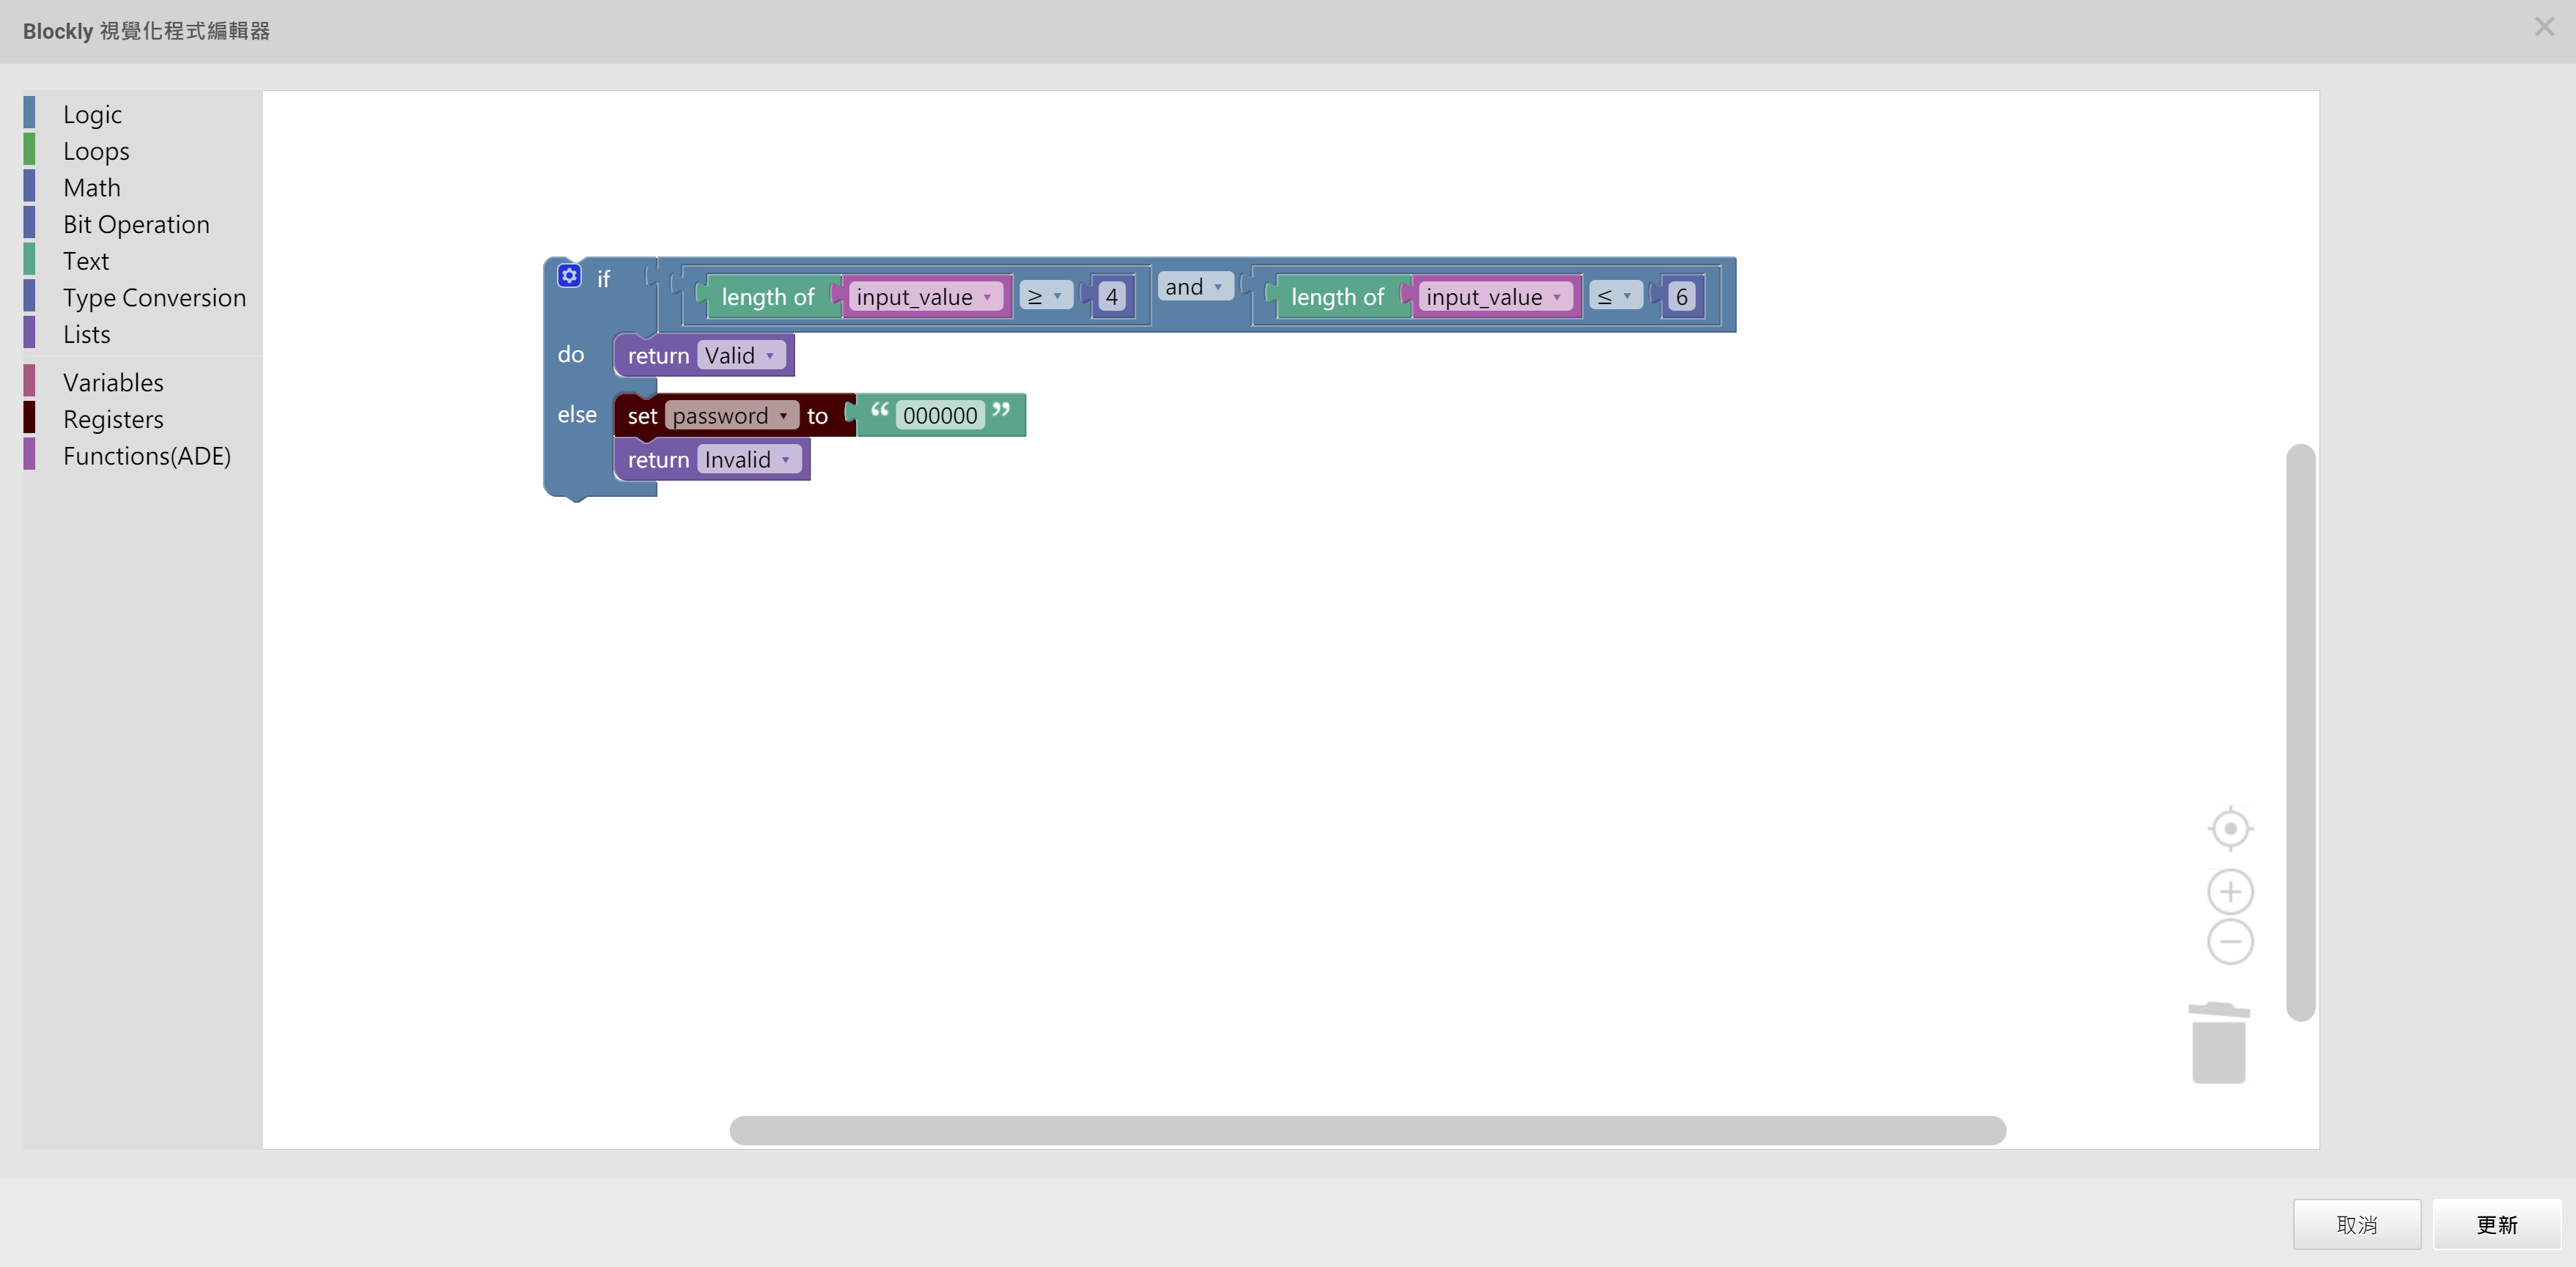 Blockly 視覺化程式編輯器
Logic
Loops
Math
Bit Operation
Text
Type Conversion
Lists
Variables
Registers
Functions(ADE)
if length of input_value ≥ 4 and length of input_value ≤ 6
do return Valid
else set password to “ 000000 ”
return Invalid
取消 更新